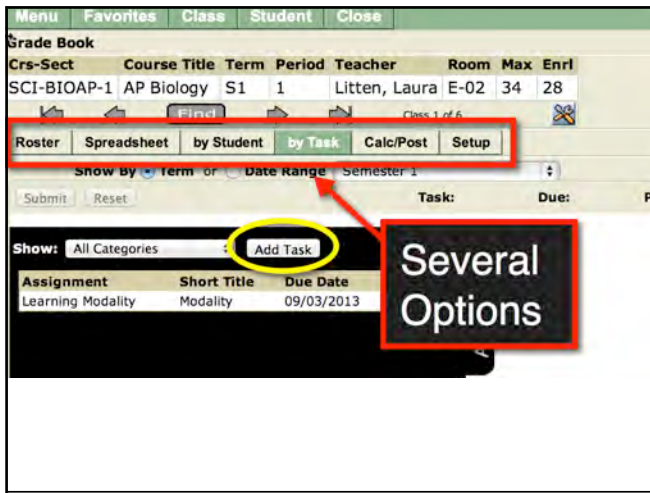 Menu Favorites Class Student Close
Grade Book
Crs-Sect Course Title Term Period Teacher Room Max Enrl
SCI-BIOAP-1 AP Biology S1 1 Litten, Laura E-02 34 28
Find Class 1 of 6
Roster Spreadsheet by Student by Task Calc/Post Setup
Show By Term or Date Range Semester 1
Submit Reset Task: Due:
Show: All Categories Add Task
Several
Options
Assignment Short Title Due Date
Learning Modality Modality 09/03/2013